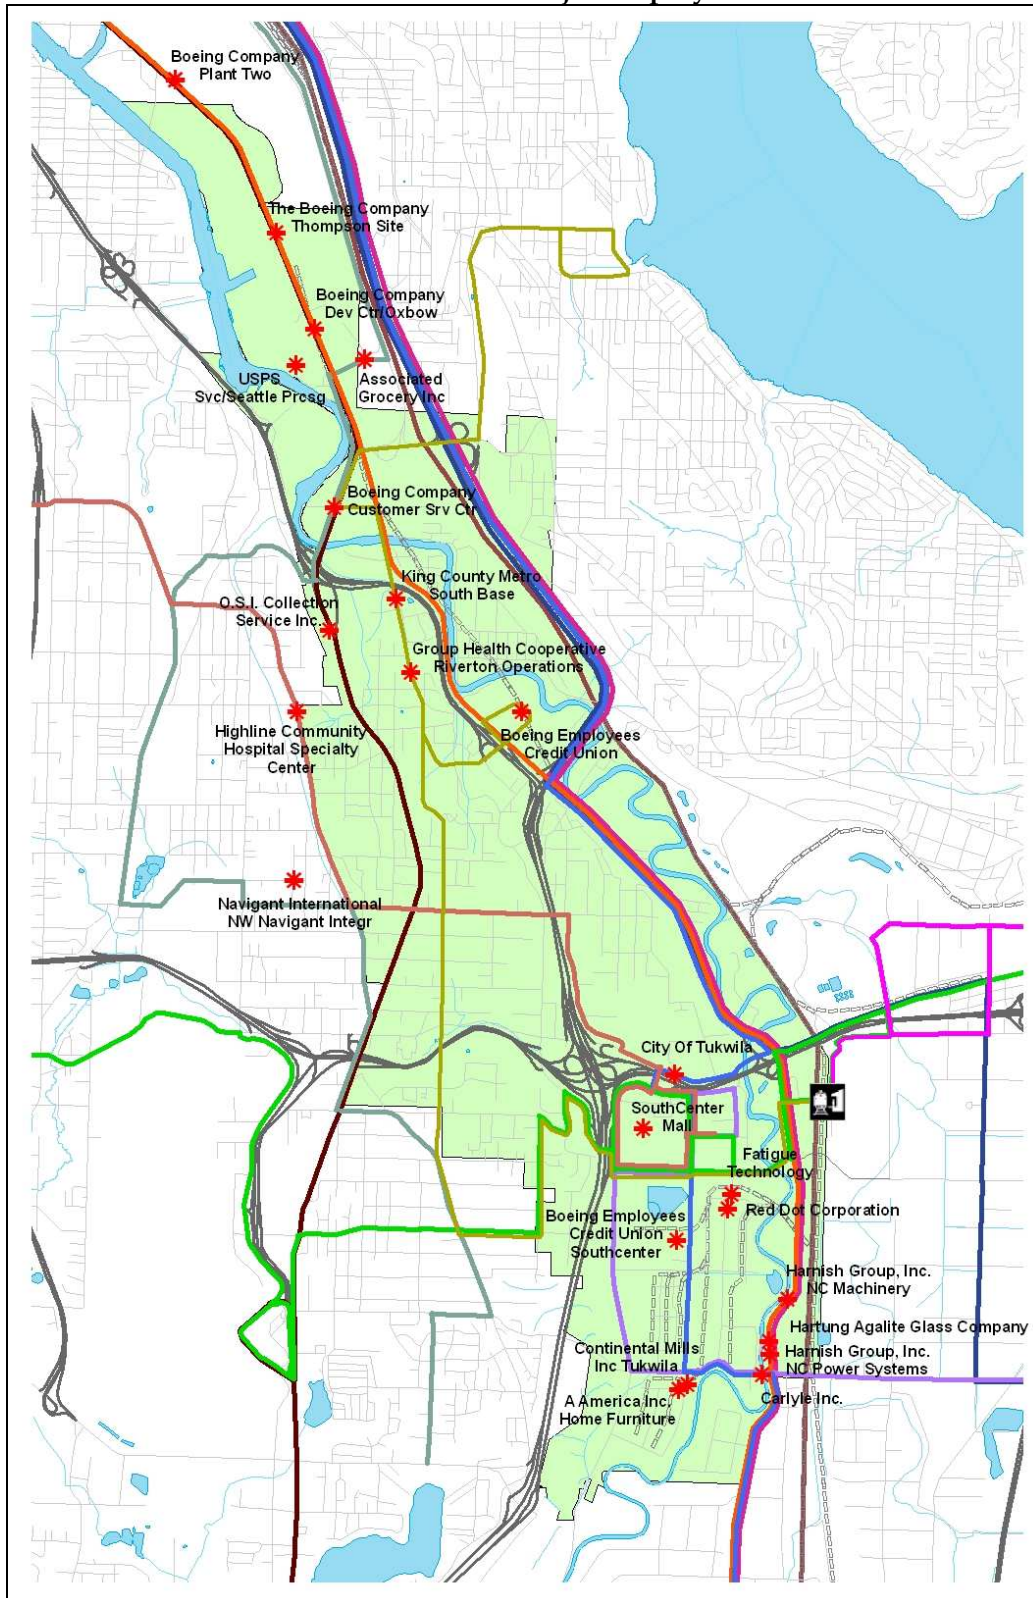 Boeing Company
Plant Two
The Boeing Company
Thompson Site
Boeing Company
Dev Ctr/Oxbow
USPS
Svc/Seattle Prcsg
Associated
Grocery Inc
Boeing Company
Customer Srv Ctr
King County Metro
South Base
O.S.I. Collection
Service Inc.
Group Health Cooperative
Riverton Operations
Highline Community
Hospital Specialty
Center
Boeing Employees
Credit Union
Navigant International
NW Navigant Integr
City Of Tukwila
SouthCenter
Mall
Fatigue
Technology
Red Dot Corporation
Boeing Employees
Credit Union
Southcenter
Harnish Group, Inc.
NC Machinery
Hartung Agalite Glass Company
Harnish Group, Inc.
NC Power Systems
Continental Mills
Inc Tukwila
Carlyle Inc.
A America Inc.
Home Furniture